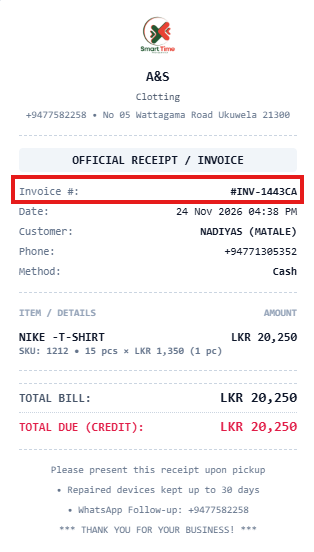 Smart Time
A&S
Clotting
+9477582258 • No 05 Wattagama Road Ukuwela 21300
OFFICIAL RECEIPT / INVOICE
Invoice #: #INV-1443CA
Date: 24 Nov 2026 04:38 PM
Customer: NADIYAS (MATALE)
Phone: +94771305352
Method: Cash
ITEM / DETAILS AMOUNT
NIKE -T-SHIRT LKR 20,250
SKU: 1212 • 15 pcs × LKR 1,350 (1 pc)
TOTAL BILL: LKR 20,250
TOTAL DUE (CREDIT): LKR 20,250
Please present this receipt upon pickup
• Repaired devices kept up to 30 days
• WhatsApp Follow-up: +9477582258
*** THANK YOU FOR YOUR BUSINESS! ***